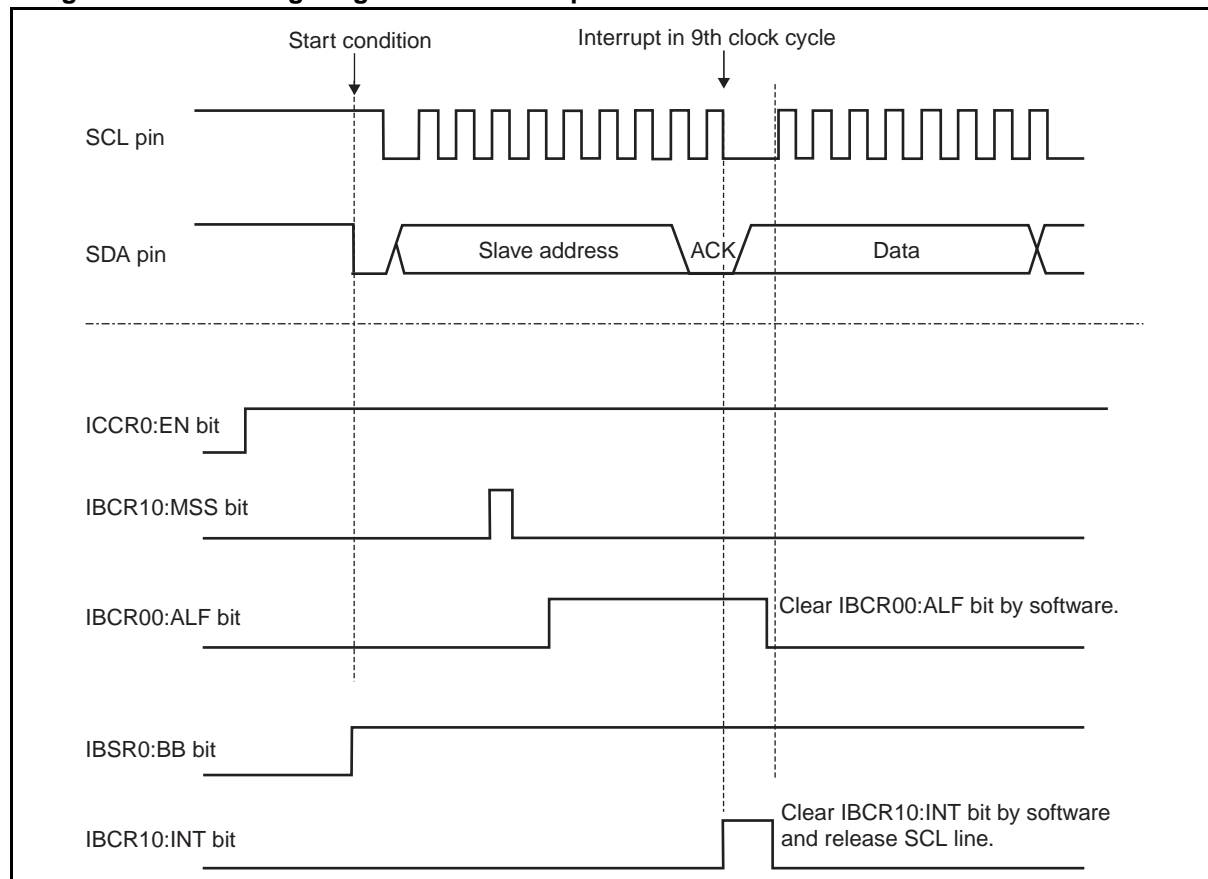 Start condition
Interrupt in 9th clock cycle
SCL pin
SDA pin
Slave address
ACK
Data
ICCR0:EN bit
IBCR10:MSS bit
IBCR00:ALF bit
Clear IBCR00:ALF bit by software.
IBSR0:BB bit
IBCR10:INT bit
Clear IBCR10:INT bit by software
and release SCL line.